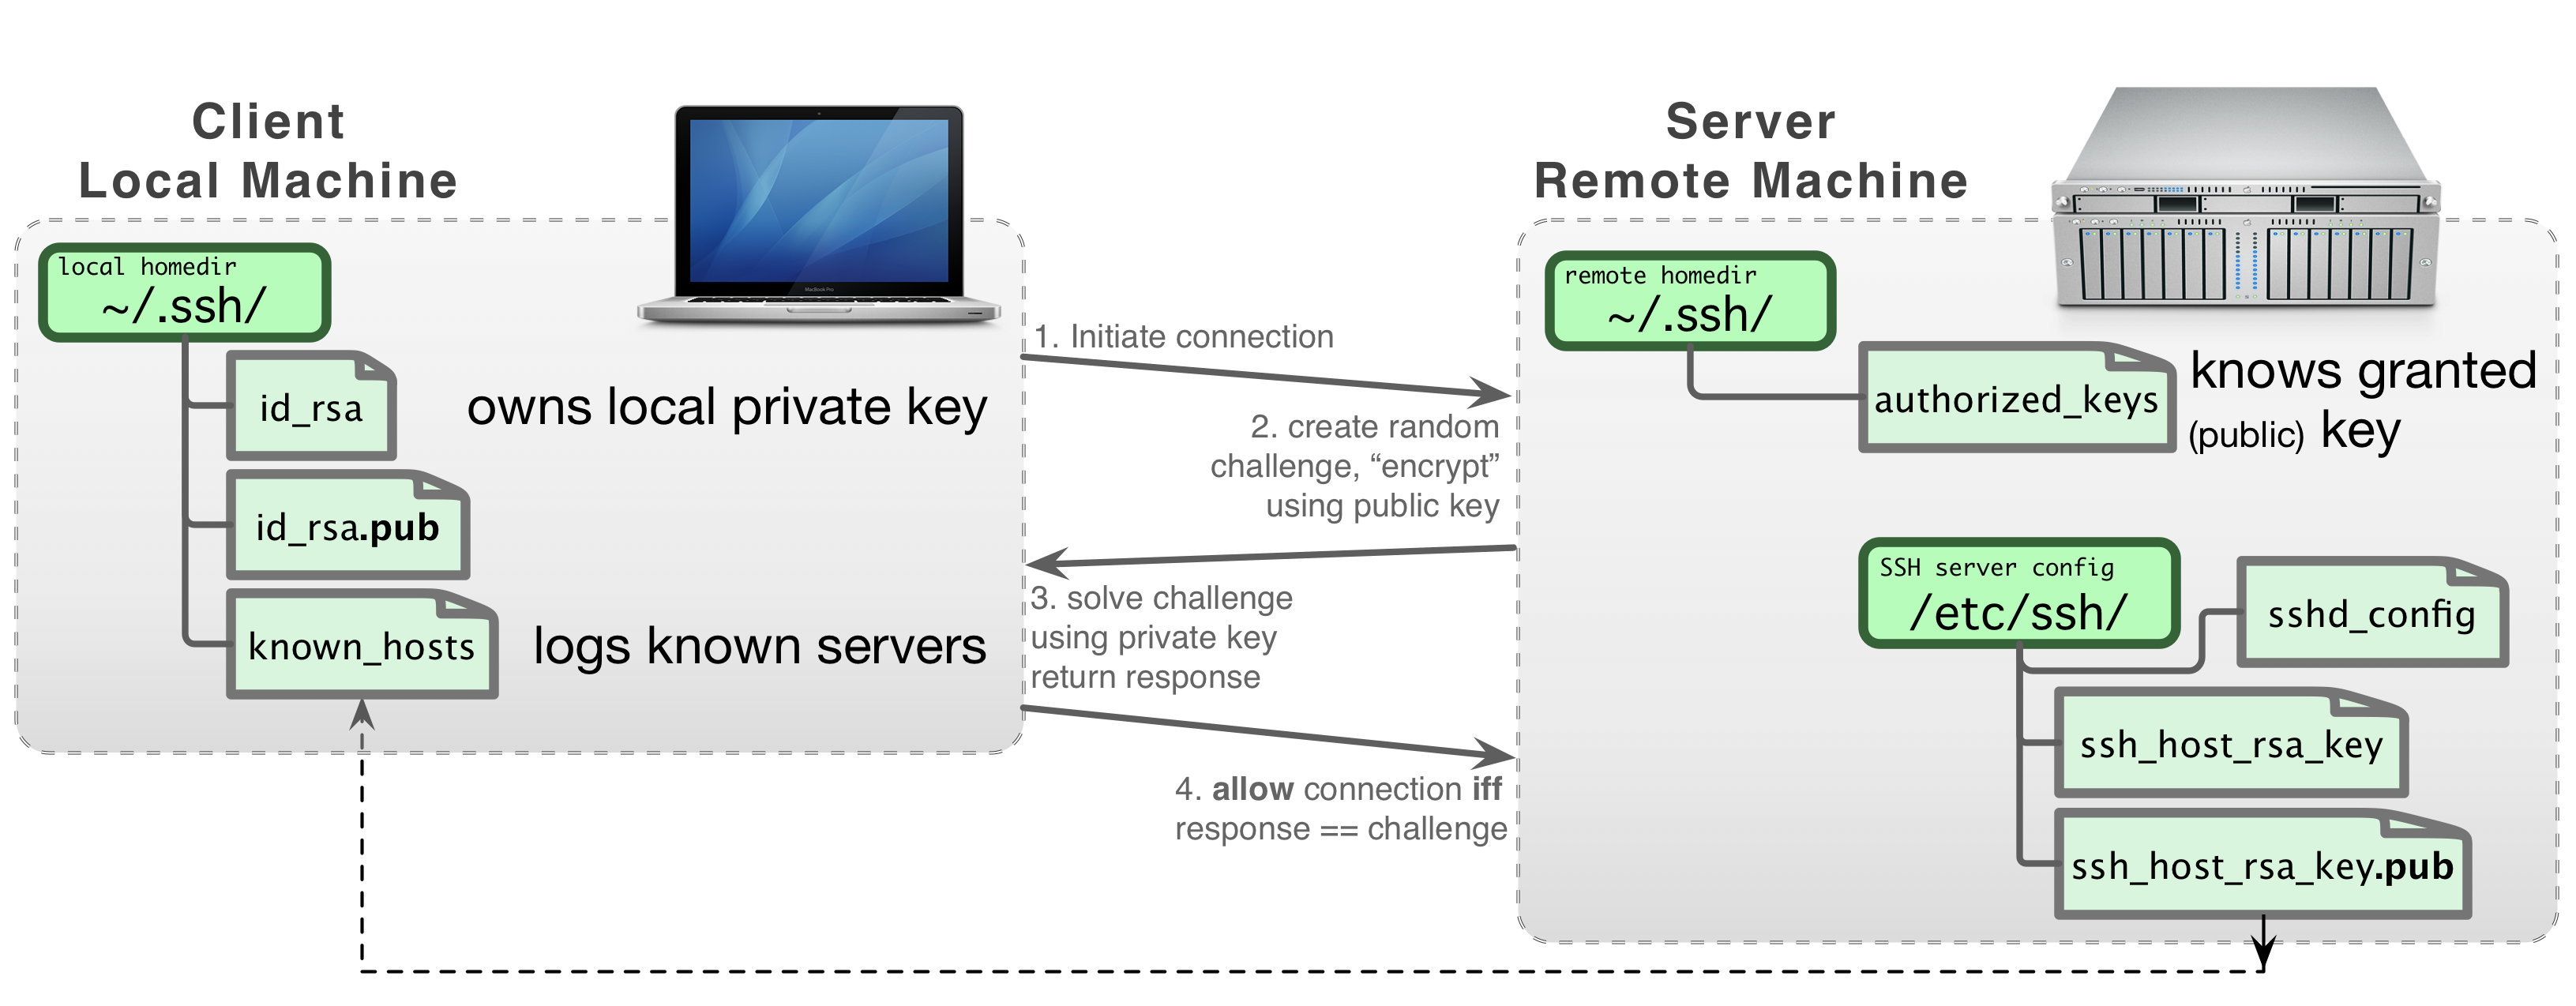 Client
Local Machine
local homedir
~/.ssh/
id_rsa
owns local private key
id_rsa.pub
known_hosts
logs known servers
MacBook Pro
1. Initiate connection
2. create random
challenge, “encrypt”
using public key
3. solve challenge
using private key
return response
4. allow connection iff
response == challenge
Server
Remote Machine
remote homedir
~/.ssh/
authorized_keys
knows granted
(public) key
SSH server config
/etc/ssh/
sshd_config
ssh_host_rsa_key
ssh_host_rsa_key.pub